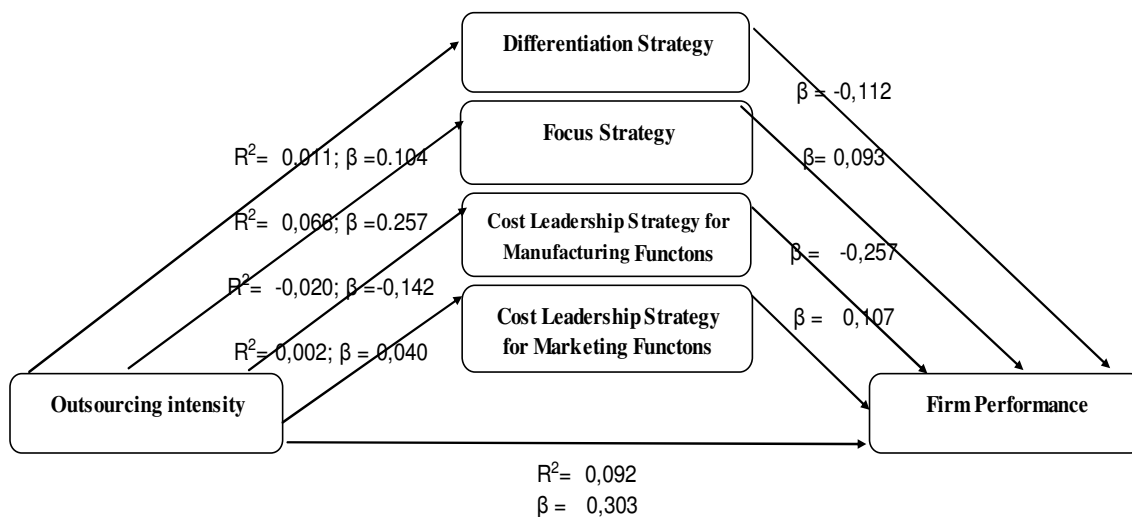 Differentiation Strategy
β = -0,112
Focus Strategy
R²= 0,011; β =0.104
β= 0,093
R²= 0,066; β =0.257
Cost Leadership Strategy for
Manufacturing Functons
β = -0,257
R²= -0,020; β =-0,142
Cost Leadership Strategy
for Marketing Functons
β = 0,107
R²= 0,002; β = 0,040
Outsourcing intensity
Firm Performance
R²= 0,092
β = 0,303